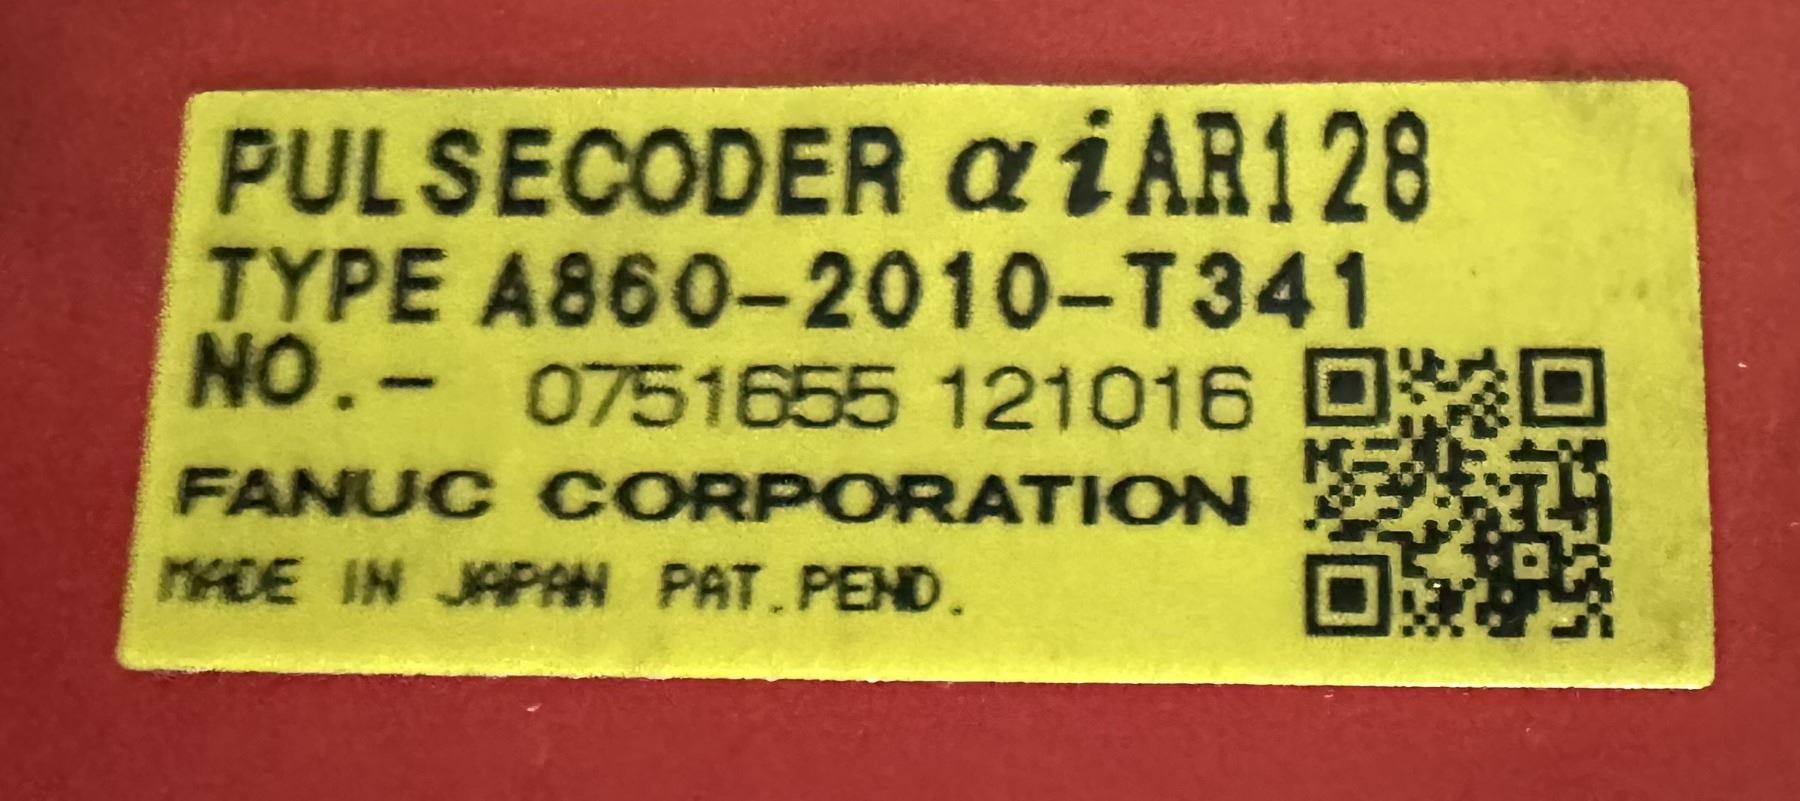 PULSECODER αiAR128
TYPE A860-2010-T341
NO.- 0751655 121016
FANUC CORPORATION
MADE IN JAPAN PAT.PEND.